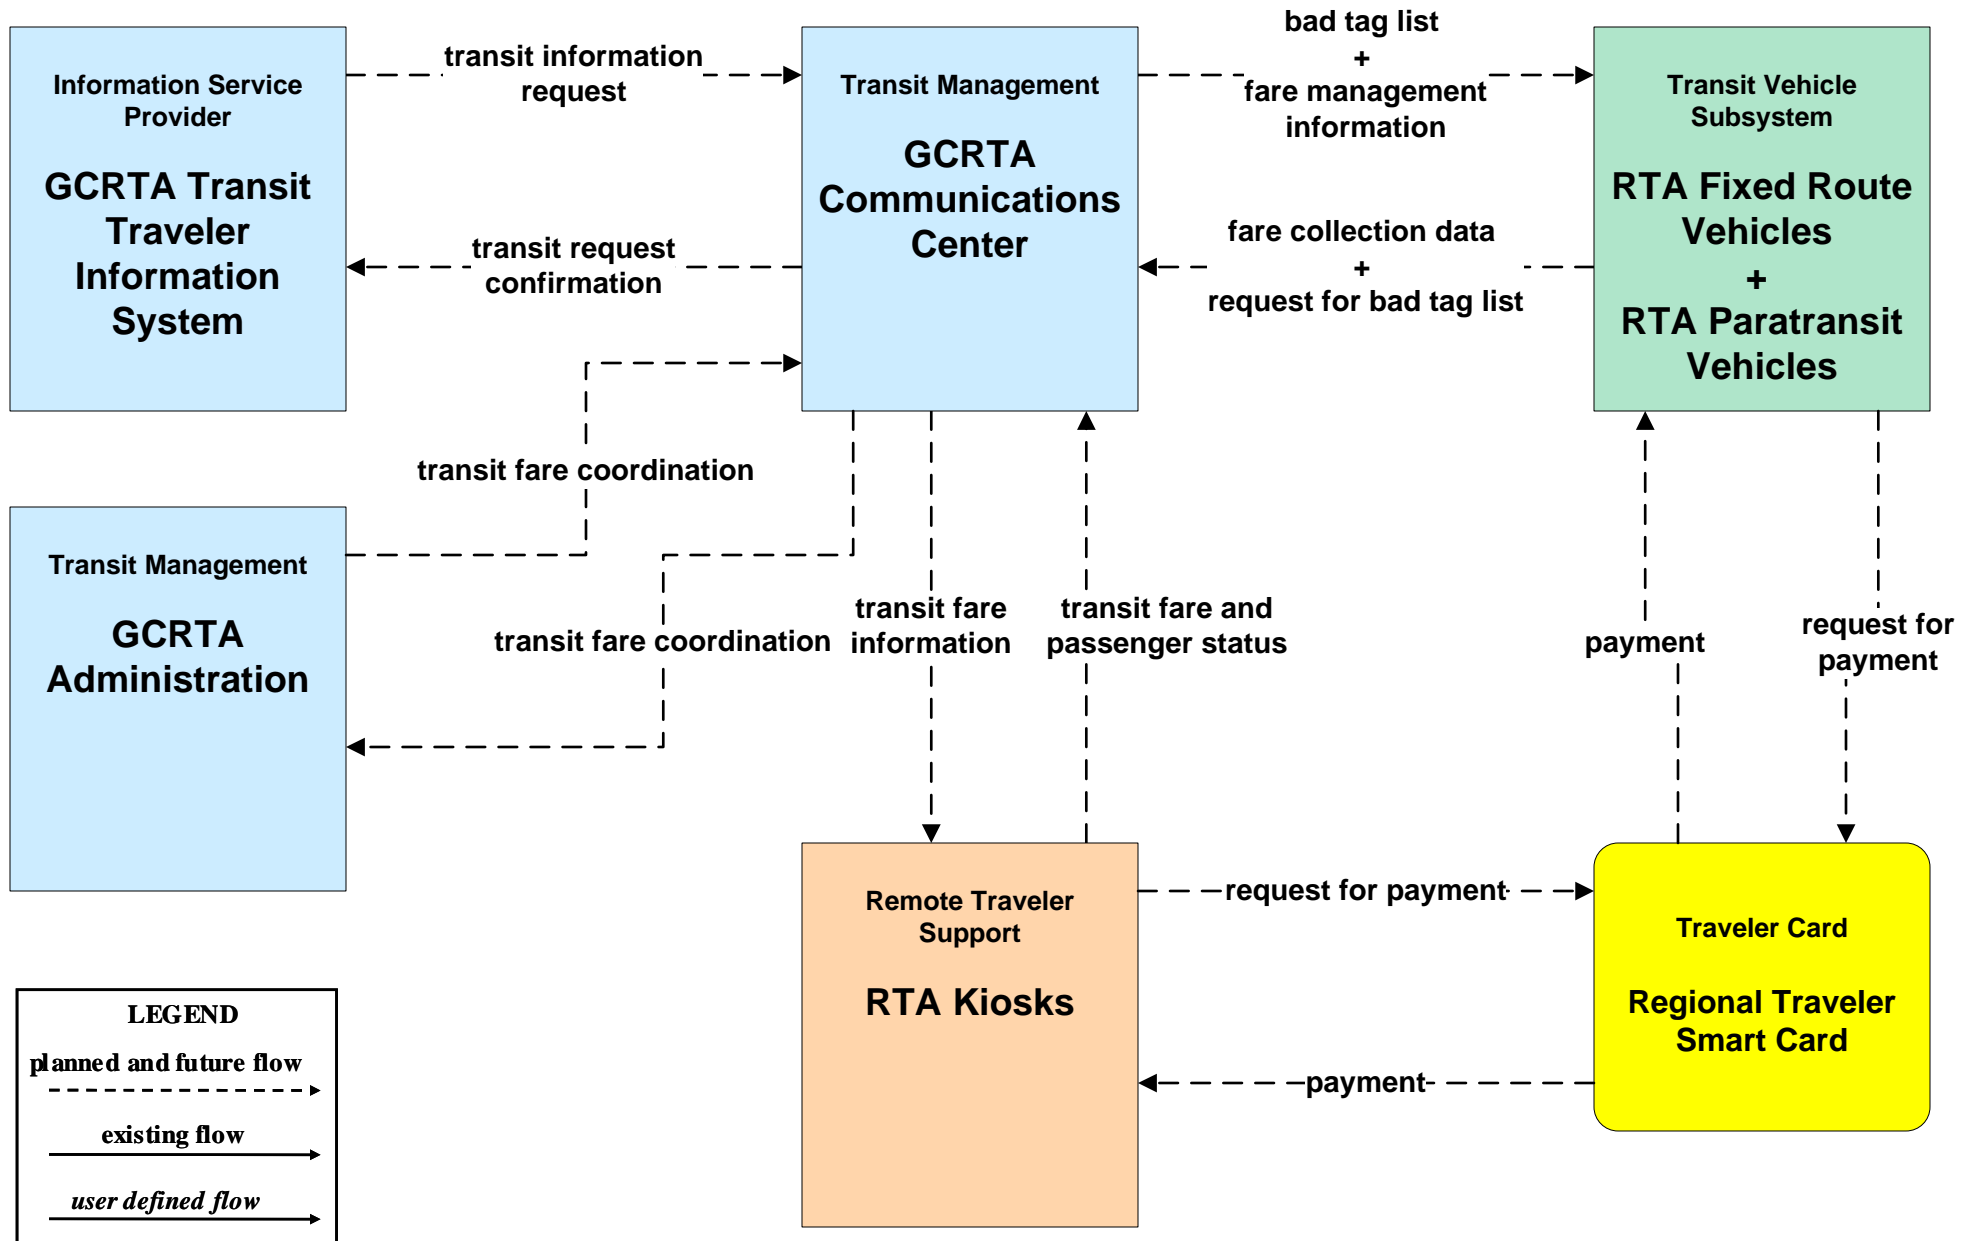 Information Service
Provider
GCRTA Transit
Traveler
Information
System
transit information
request
transit request
confirmation
Transit Management
GCRTA
Communications
Center
bad tag list
+
fare management
information
fare collection data
+
request for bad tag list
Transit Vehicle
Subsystem
RTA Fixed Route
Vehicles
+
RTA Paratransit
Vehicles
transit fare coordination
Transit Management
GCRTA
Administration
transit fare coordination
transit fare
information
transit fare and
passenger status
payment
request for
payment
Remote Traveler
Support
RTA Kiosks
request for payment
payment
Traveler Card
Regional Traveler
Smart Card
LEGEND
planned and future flow
existing flow
user defined flow